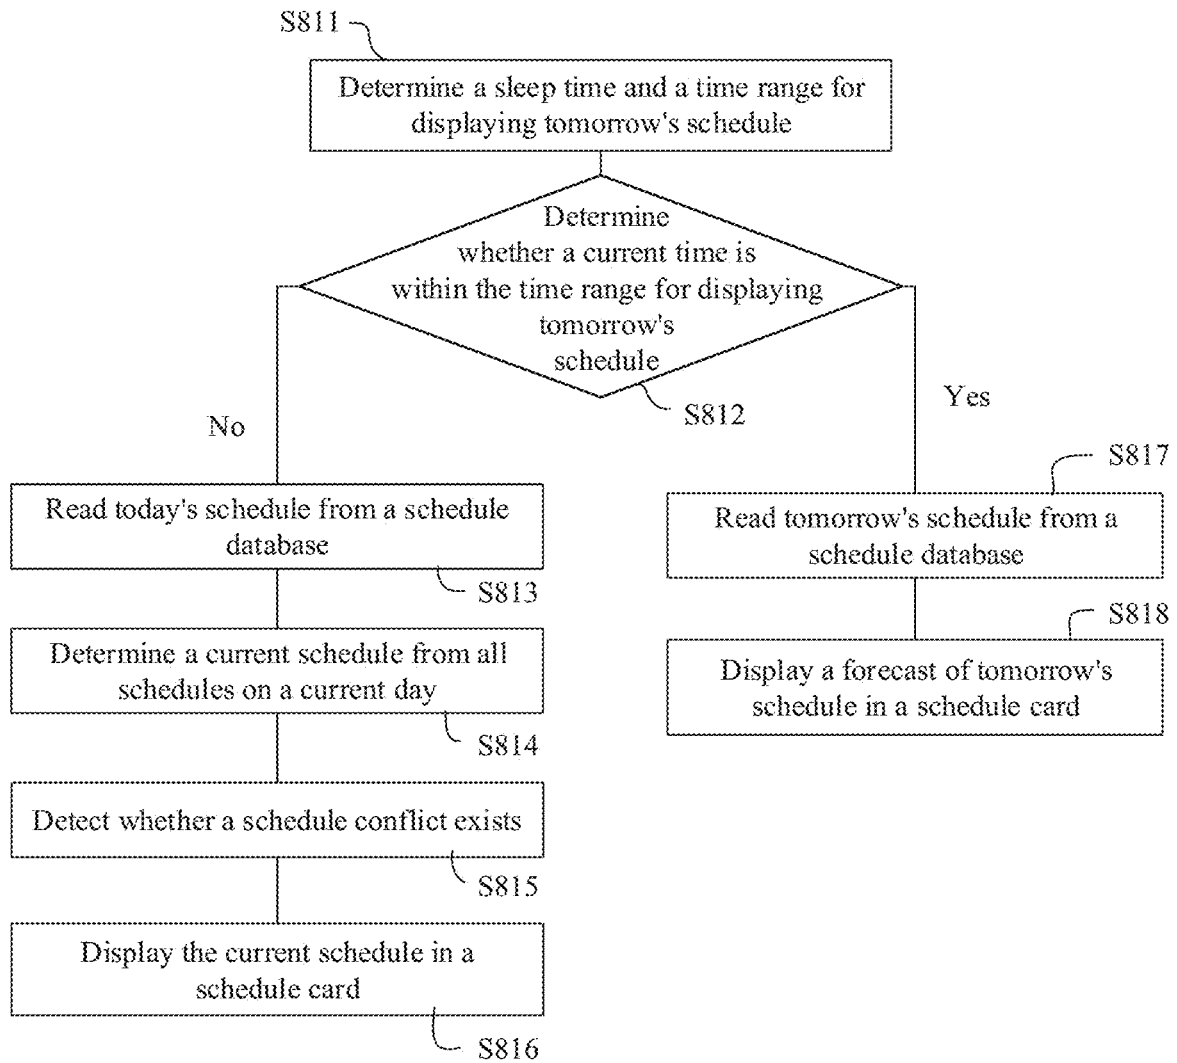 S811
Determine a sleep time and a time range for
displaying tomorrow's schedule
Determine
whether a current time is
within the time range for displaying
tomorrow's
schedule
S812
No
Yes
Read today's schedule from a schedule
database
S813
Determine a current schedule from all
schedules on a current day
S814
Detect whether a schedule conflict exists
S815
Display the current schedule in a
schedule card
S816
S817
Read tomorrow's schedule from a
schedule database
S818
Display a forecast of tomorrow's
schedule in a schedule card